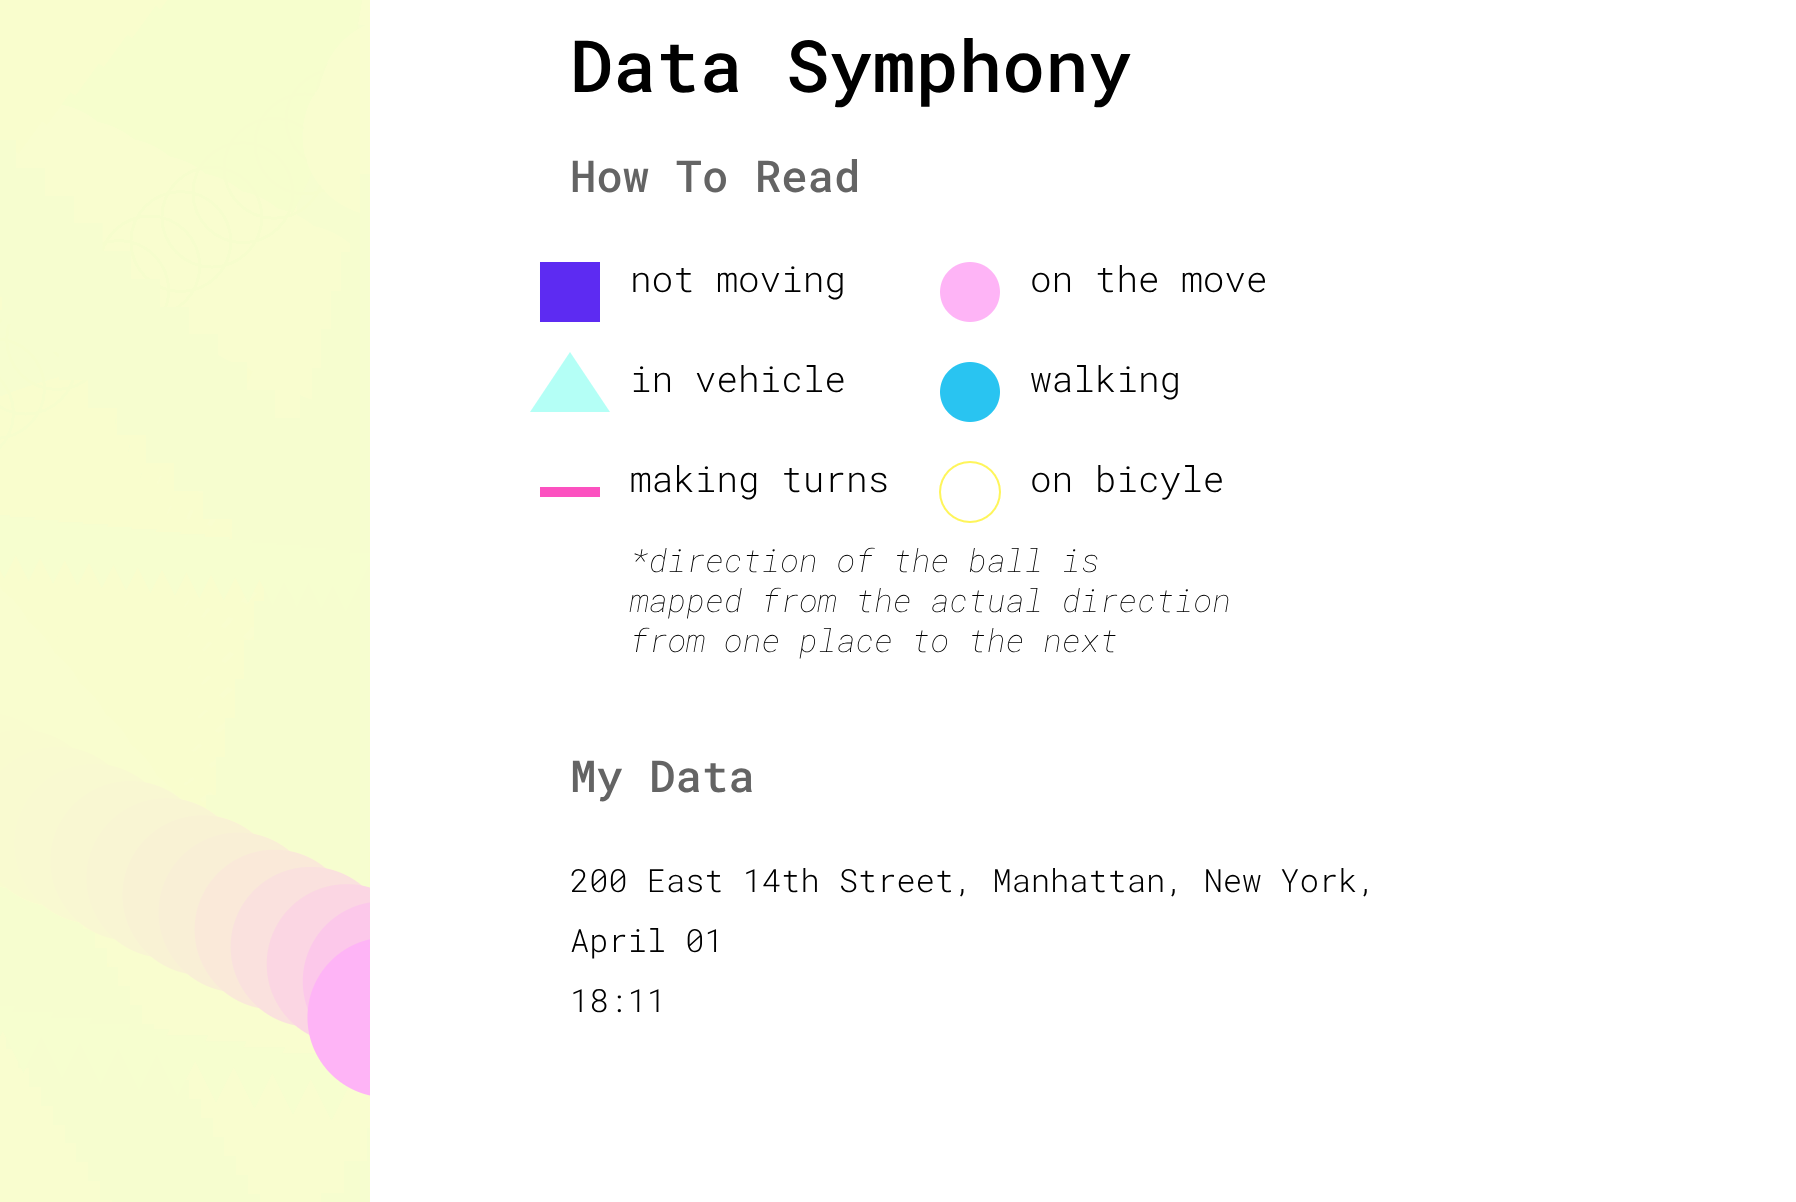 Data Symphony
How To Read
not moving
on the move
in vehicle
walking
making turns
on bicyle
*direction of the ball is
mapped from the actual direction
from one place to the next
My Data
200 East 14th Street, Manhattan, New York,
April 01
18:11